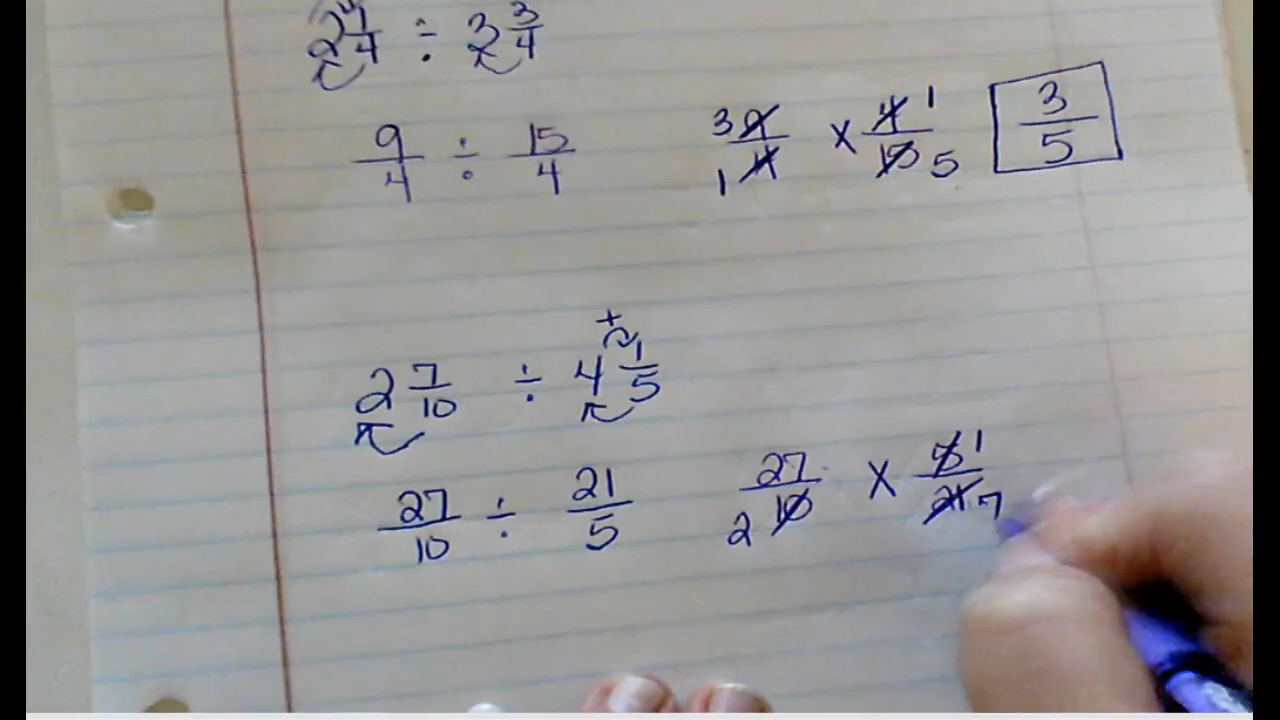 2 1/4 ÷ 3 3/4
9/4 ÷ 15/4   3 9/4 1 × 4/15 1 5   3/5
+
2 7/10 ÷ 4 1/5
27/10 ÷ 21/5   27/10 2 × 5/21 1 7